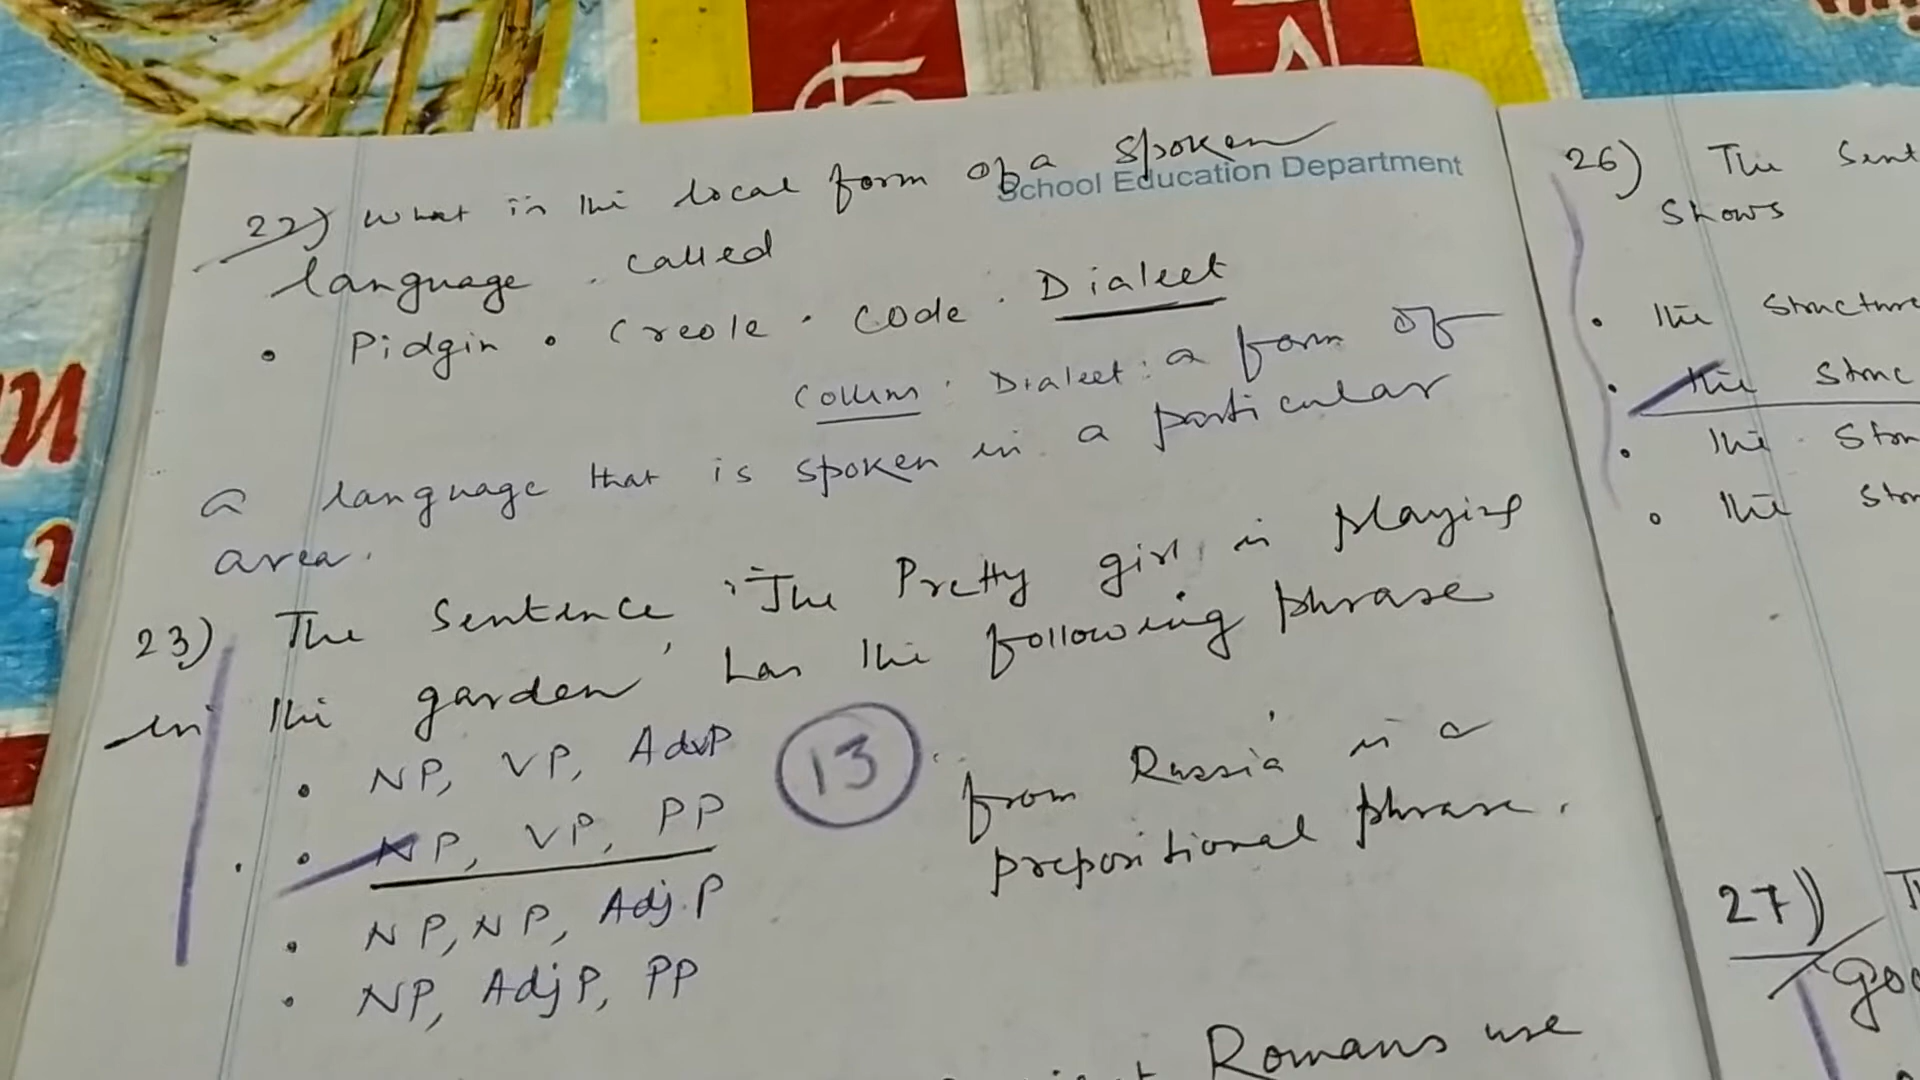 School Education Department
22) What is the local form of a spoken
language . called
• Pidgin • Creole • Code . Dialect
Collins : Dialect : a form of
a language that is spoken in a particular
area.
23) The Sentence, "The Pretty girl is playing
in the garden', has the following phrase
• NP, VP, AdvP
• NP, VP, PP
• NP, NP, Adj.P
• NP, AdjP, PP
13
from Russia is a
prepositional phrase.
Romans use
26) The Sent
Shows
• the Structure
• the Struc
• the Stru
• the Stru
27)